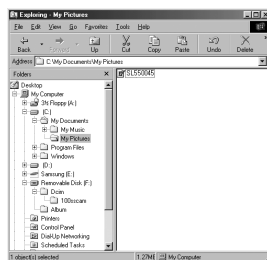 Exploring - My Pictures
File Edit View Go Favorites Tools Help
Back Forward Up Cut Copy Paste Undo Delete
Address C:\My Documents\My Pictures
Folders
SL550045
Desktop
My Computer
3½ Floppy (A:)
(C:)
My Documents
My Music
My Pictures
Program Files
Windows
(D:)
Samsung (E:)
Removable Disk (F:)
Dcim
100sscam
Album
Printers
Control Panel
Dial-Up Networking
Scheduled Tasks
1 object(s) selected 1.27M My Computer